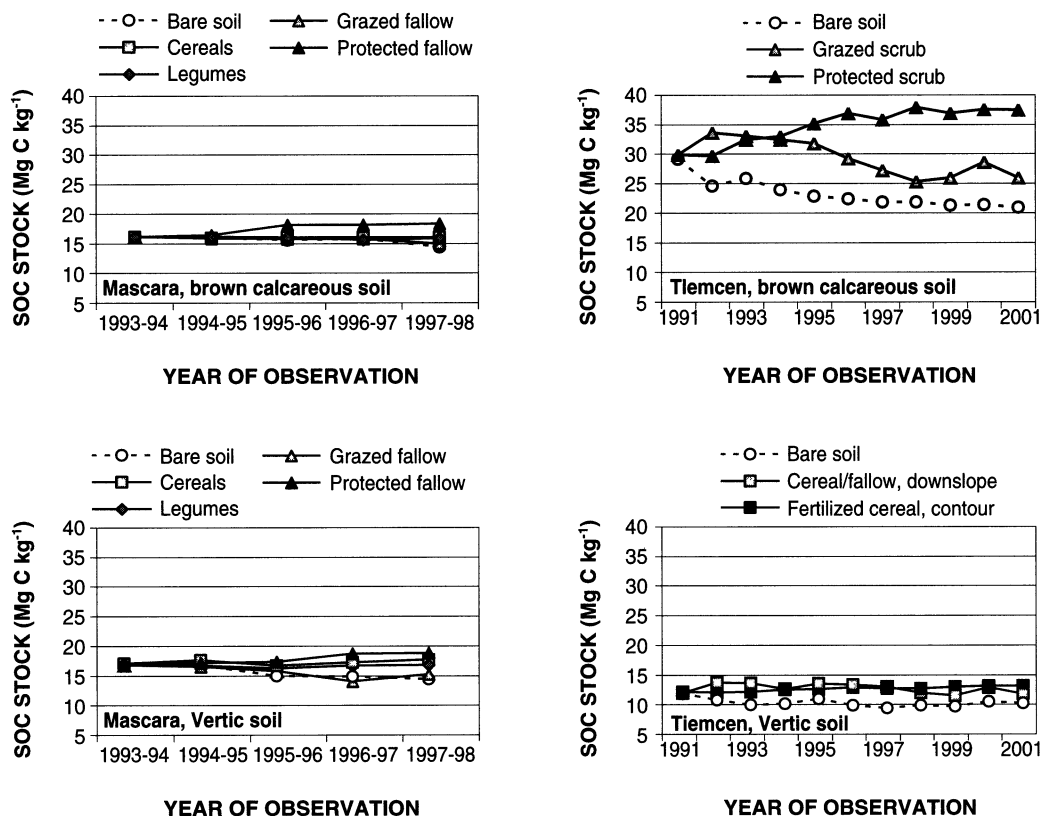 Bare soil
Grazed fallow
Cereals
Protected fallow
Legumes
SOC STOCK (Mg C kg-1)
40
35
30
25
20
15
10
5
Mascara, brown calcareous soil
1993-94 1994-95 1995-96 1996-97 1997-98
YEAR OF OBSERVATION
Bare soil
Grazed scrub
Protected scrub
SOC STOCK (Mg C kg-1)
40
35
30
25
20
15
10
5
Tlemcen, brown calcareous soil
1991 1993 1995 1997 1999 2001
YEAR OF OBSERVATION
Bare soil
Grazed fallow
Cereals
Protected fallow
Legumes
SOC STOCK (Mg C kg-1)
40
35
30
25
20
15
10
5
Mascara, Vertic soil
1993-94 1994-95 1995-96 1996-97 1997-98
YEAR OF OBSERVATION
Bare soil
Cereal/fallow, downslope
Fertilized cereal, contour
SOC STOCK (Mg C kg-1)
40
35
30
25
20
15
10
5
Tiemcen, Vertic soil
1991 1993 1995 1997 1999 2001
YEAR OF OBSERVATION